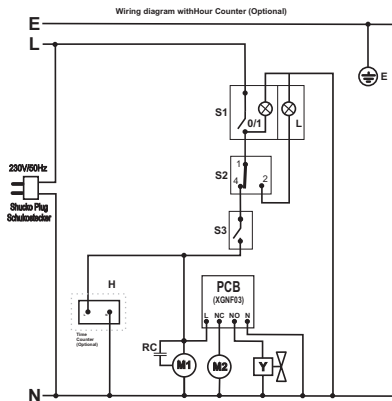 Wiring diagram withHour Counter (Optional)
E
L
E
S1
0/1
L
230V/50Hz
Shucko Plug
Schukostecker
S2
1
4
2
S3
H
Time
Counter
(Optional)
PCB
(XGNF03)
L NC NO N
RC
M1
M2
Y
N